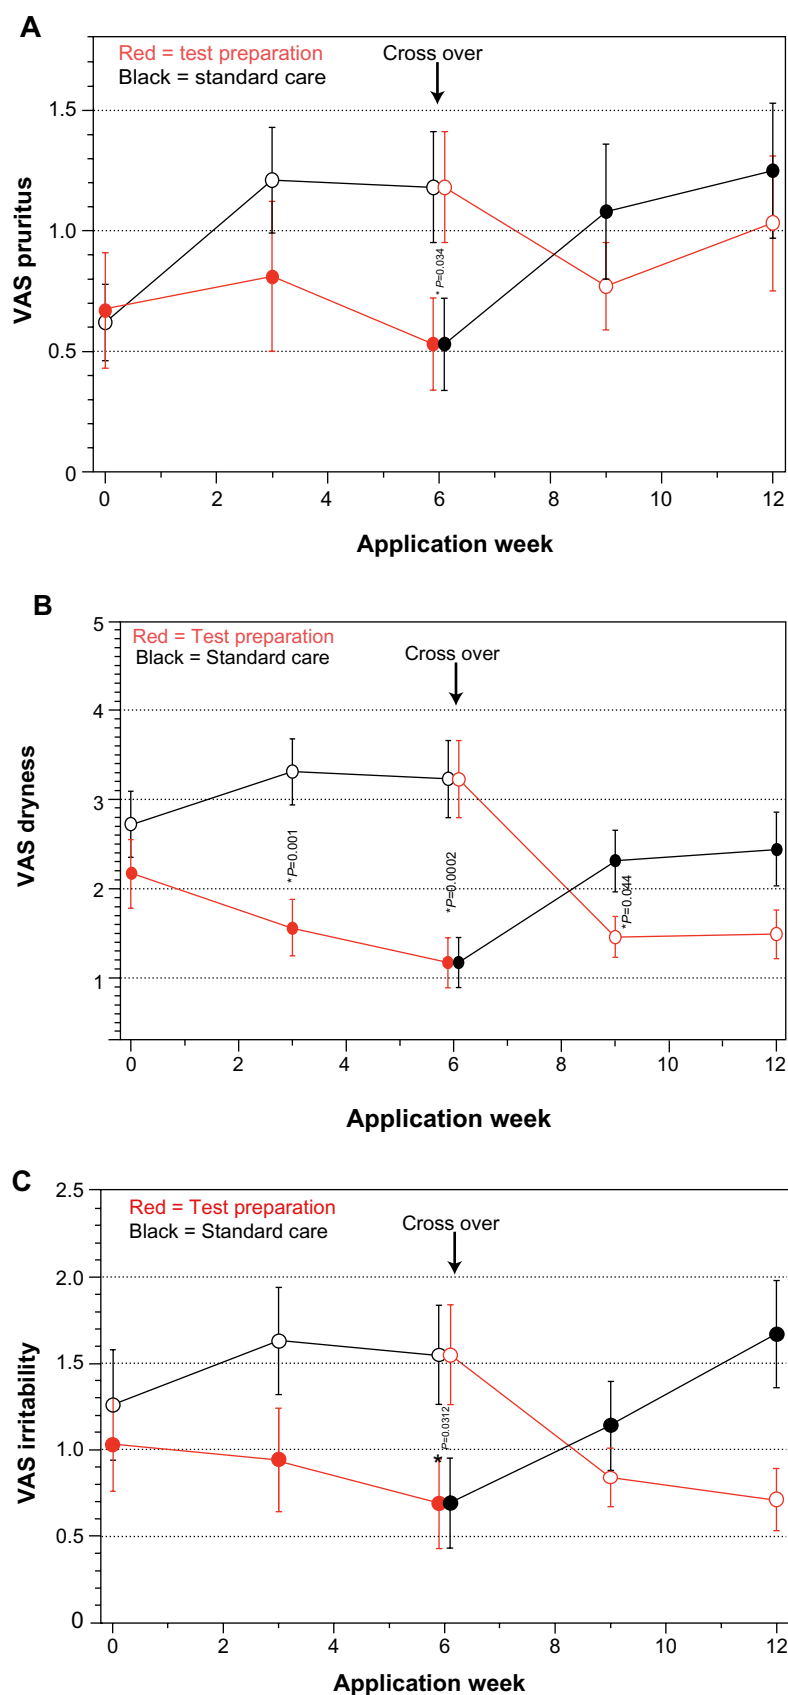 A
Red = test preparation
Black = standard care
Cross over
1.5
1.0
0.5
0
* P=0.034
VAS pruritus
0 2 4 6 8 10 12
Application week
B
Red = Test preparation
Black = Standard care
Cross over
5
4
3
2
1
*P=0.001
*P=0.0002
*P=0.044
VAS dryness
0 2 4 6 8 10 12
Application week
C
Red = Test preparation
Black = Standard care
Cross over
2.5
2.0
1.5
1.0
0.5
0
* P=0.0312
VAS irritability
0 2 4 6 8 10 12
Application week